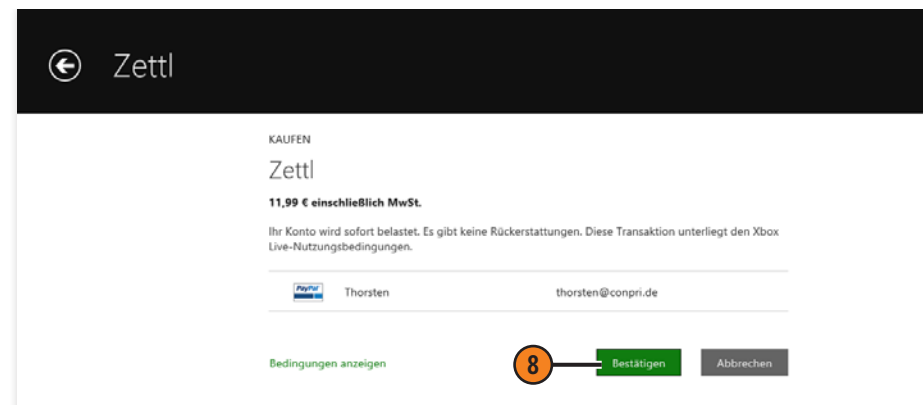 Zettl
KAUFEN
Zettl
11,99 € einschließlich MwSt.
Ihr Konto wird sofort belastet. Es gibt keine Rückerstattungen. Diese Transaktion unterliegt den Xbox
Live-Nutzungsbedingungen.
PayPal Thorsten thorsten@conpri.de
Bedingungen anzeigen 8 Bestätigen Abbrechen